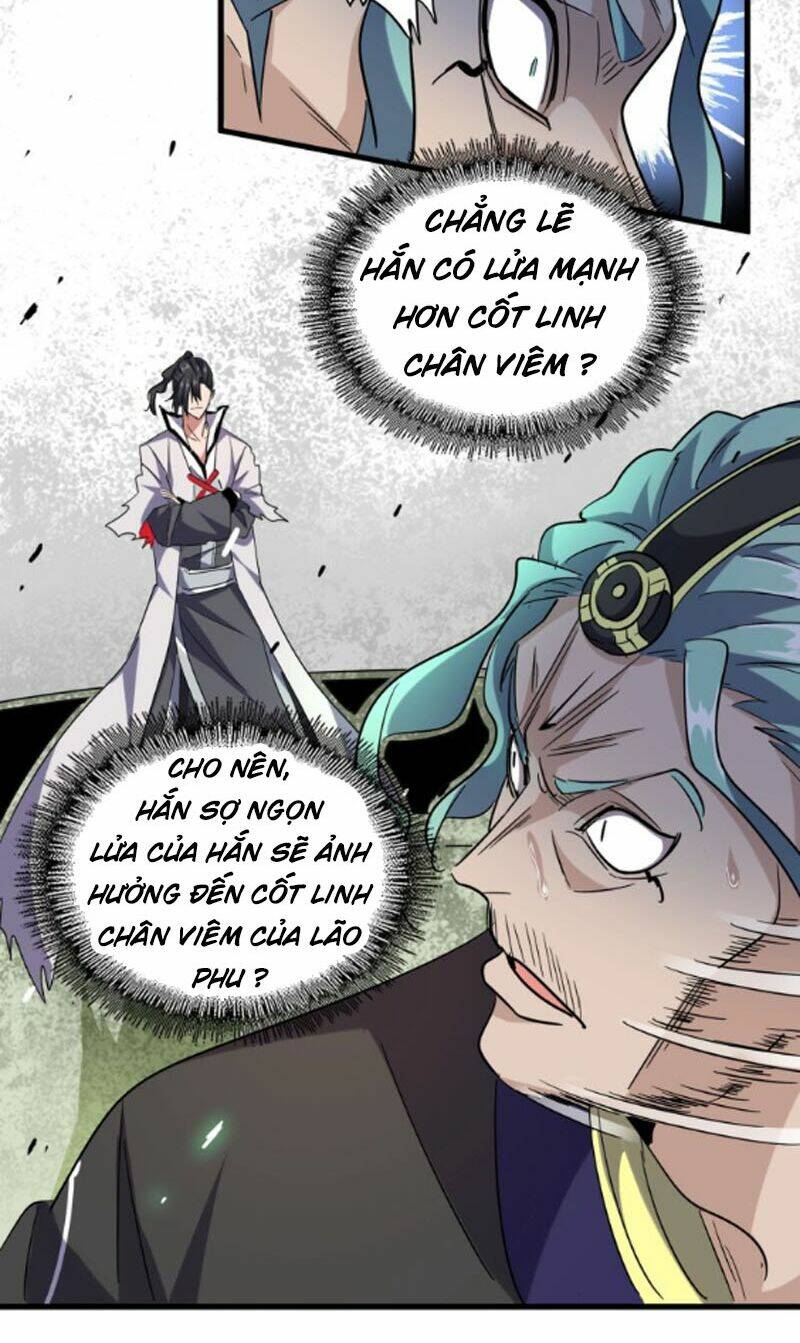 CHẲNG LẼ
HẮN CÓ LỬA MẠNH
HƠN CỐT LINH
CHÂN VIÊM ?
CHO NÊN,
HẮN SỢ NGỌN
LỬA CỦA HẮN SẼ ẢNH
HƯỞNG ĐẾN CỐT LINH
CHÂN VIÊM CỦA LÃO
PHU ?